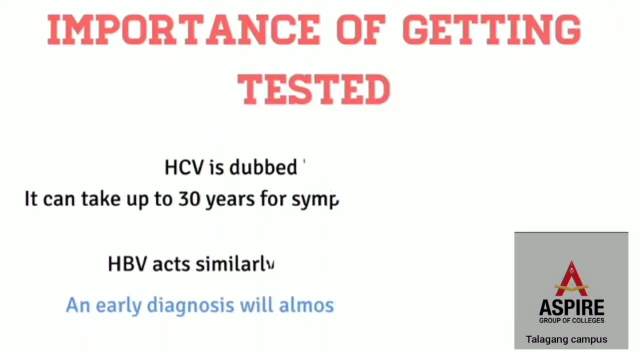 IMPORTANCE OF GETTING
TESTED
HCV is dubbed
It can take up to 30 years for symp
HBV acts similarly
An early diagnosis will almos
ASPIRE
GROUP OF COLLEGES
Talagang campus